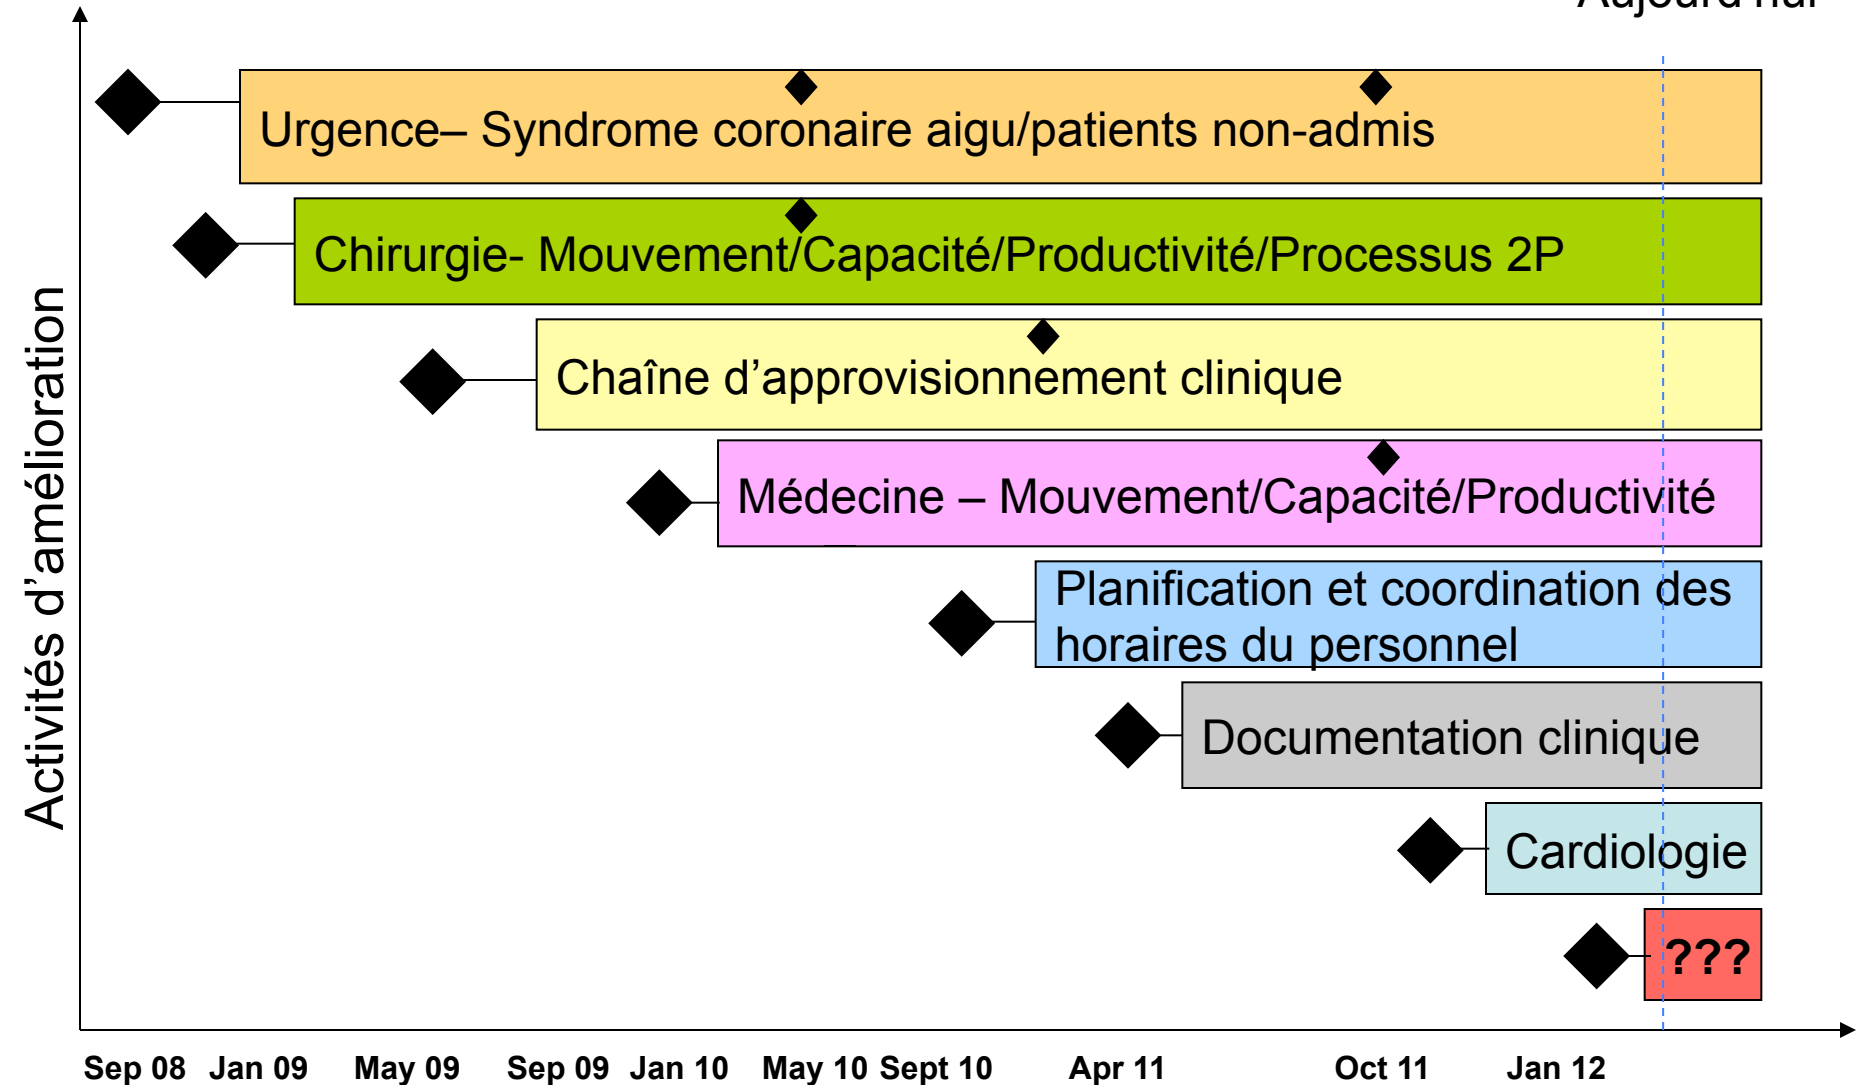 Aujourd'hui
Urgence– Syndrome coronaire aigu/patients non-admis
Chirurgie- Mouvement/Capacité/Productivité/Processus 2P
Chaîne d’approvisionnement clinique
Médecine – Mouvement/Capacité/Productivité
Planification et coordination des
horaires du personnel
Documentation clinique
Cardiologie
???
Activités d’amélioration
Sep 08 Jan 09 May 09 Sep 09 Jan 10 May 10 Sept 10 Apr 11 Oct 11 Jan 12